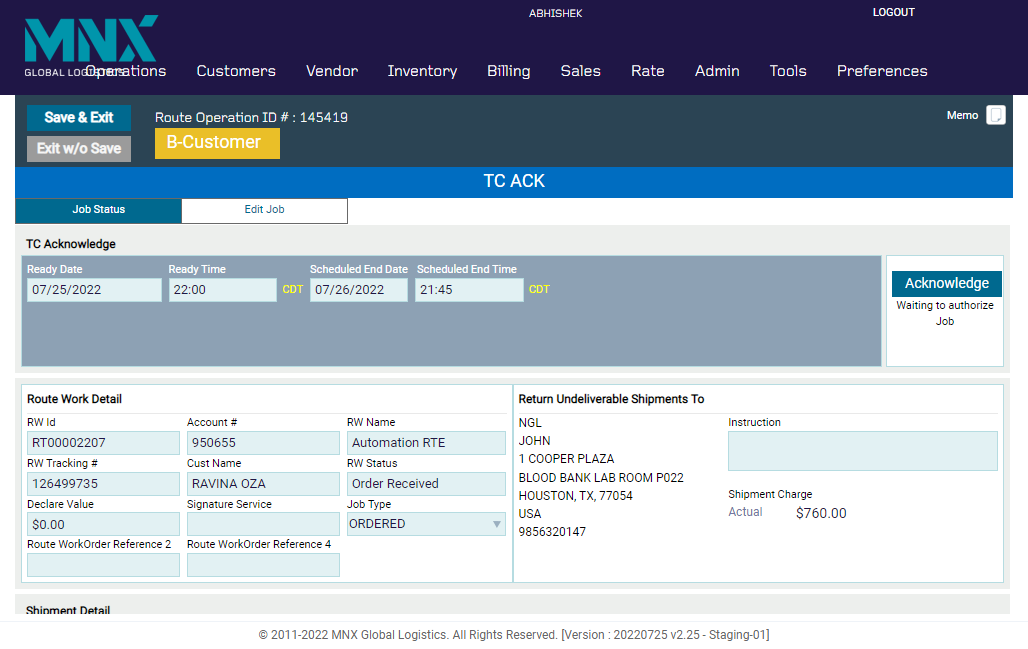 ABHISHEK
LOGOUT
MNX
GLOBAL LOGISTICS
Operations Customers Vendor Inventory Billing Sales Rate Admin Tools Preferences
Save & Exit
Route Operation ID # : 145419
Memo
Exit w/o Save
B-Customer
TC ACK
Job Status Edit Job
TC Acknowledge
Ready Date Ready Time Scheduled End Date Scheduled End Time
07/25/2022 22:00 CDT 07/26/2022 21:45 CDT
Acknowledge
Waiting to authorize
Job
Route Work Detail
RW Id Account # RW Name
RT00002207 950655 Automation RTE
RW Tracking # Cust Name RW Status
126499735 RAVINA OZA Order Received
Declare Value Signature Service Job Type
$0.00 ORDERED
Route WorkOrder Reference 2 Route WorkOrder Reference 4
Return Undeliverable Shipments To
NGL
JOHN
1 COOPER PLAZA
BLOOD BANK LAB ROOM P022
HOUSTON, TX, 77054
USA
9856320147
Instruction
Shipment Charge
Actual $760.00
Shipment Detail
© 2011-2022 MNX Global Logistics. All Rights Reserved. [Version : 20220725 v2.25 - Staging-01]